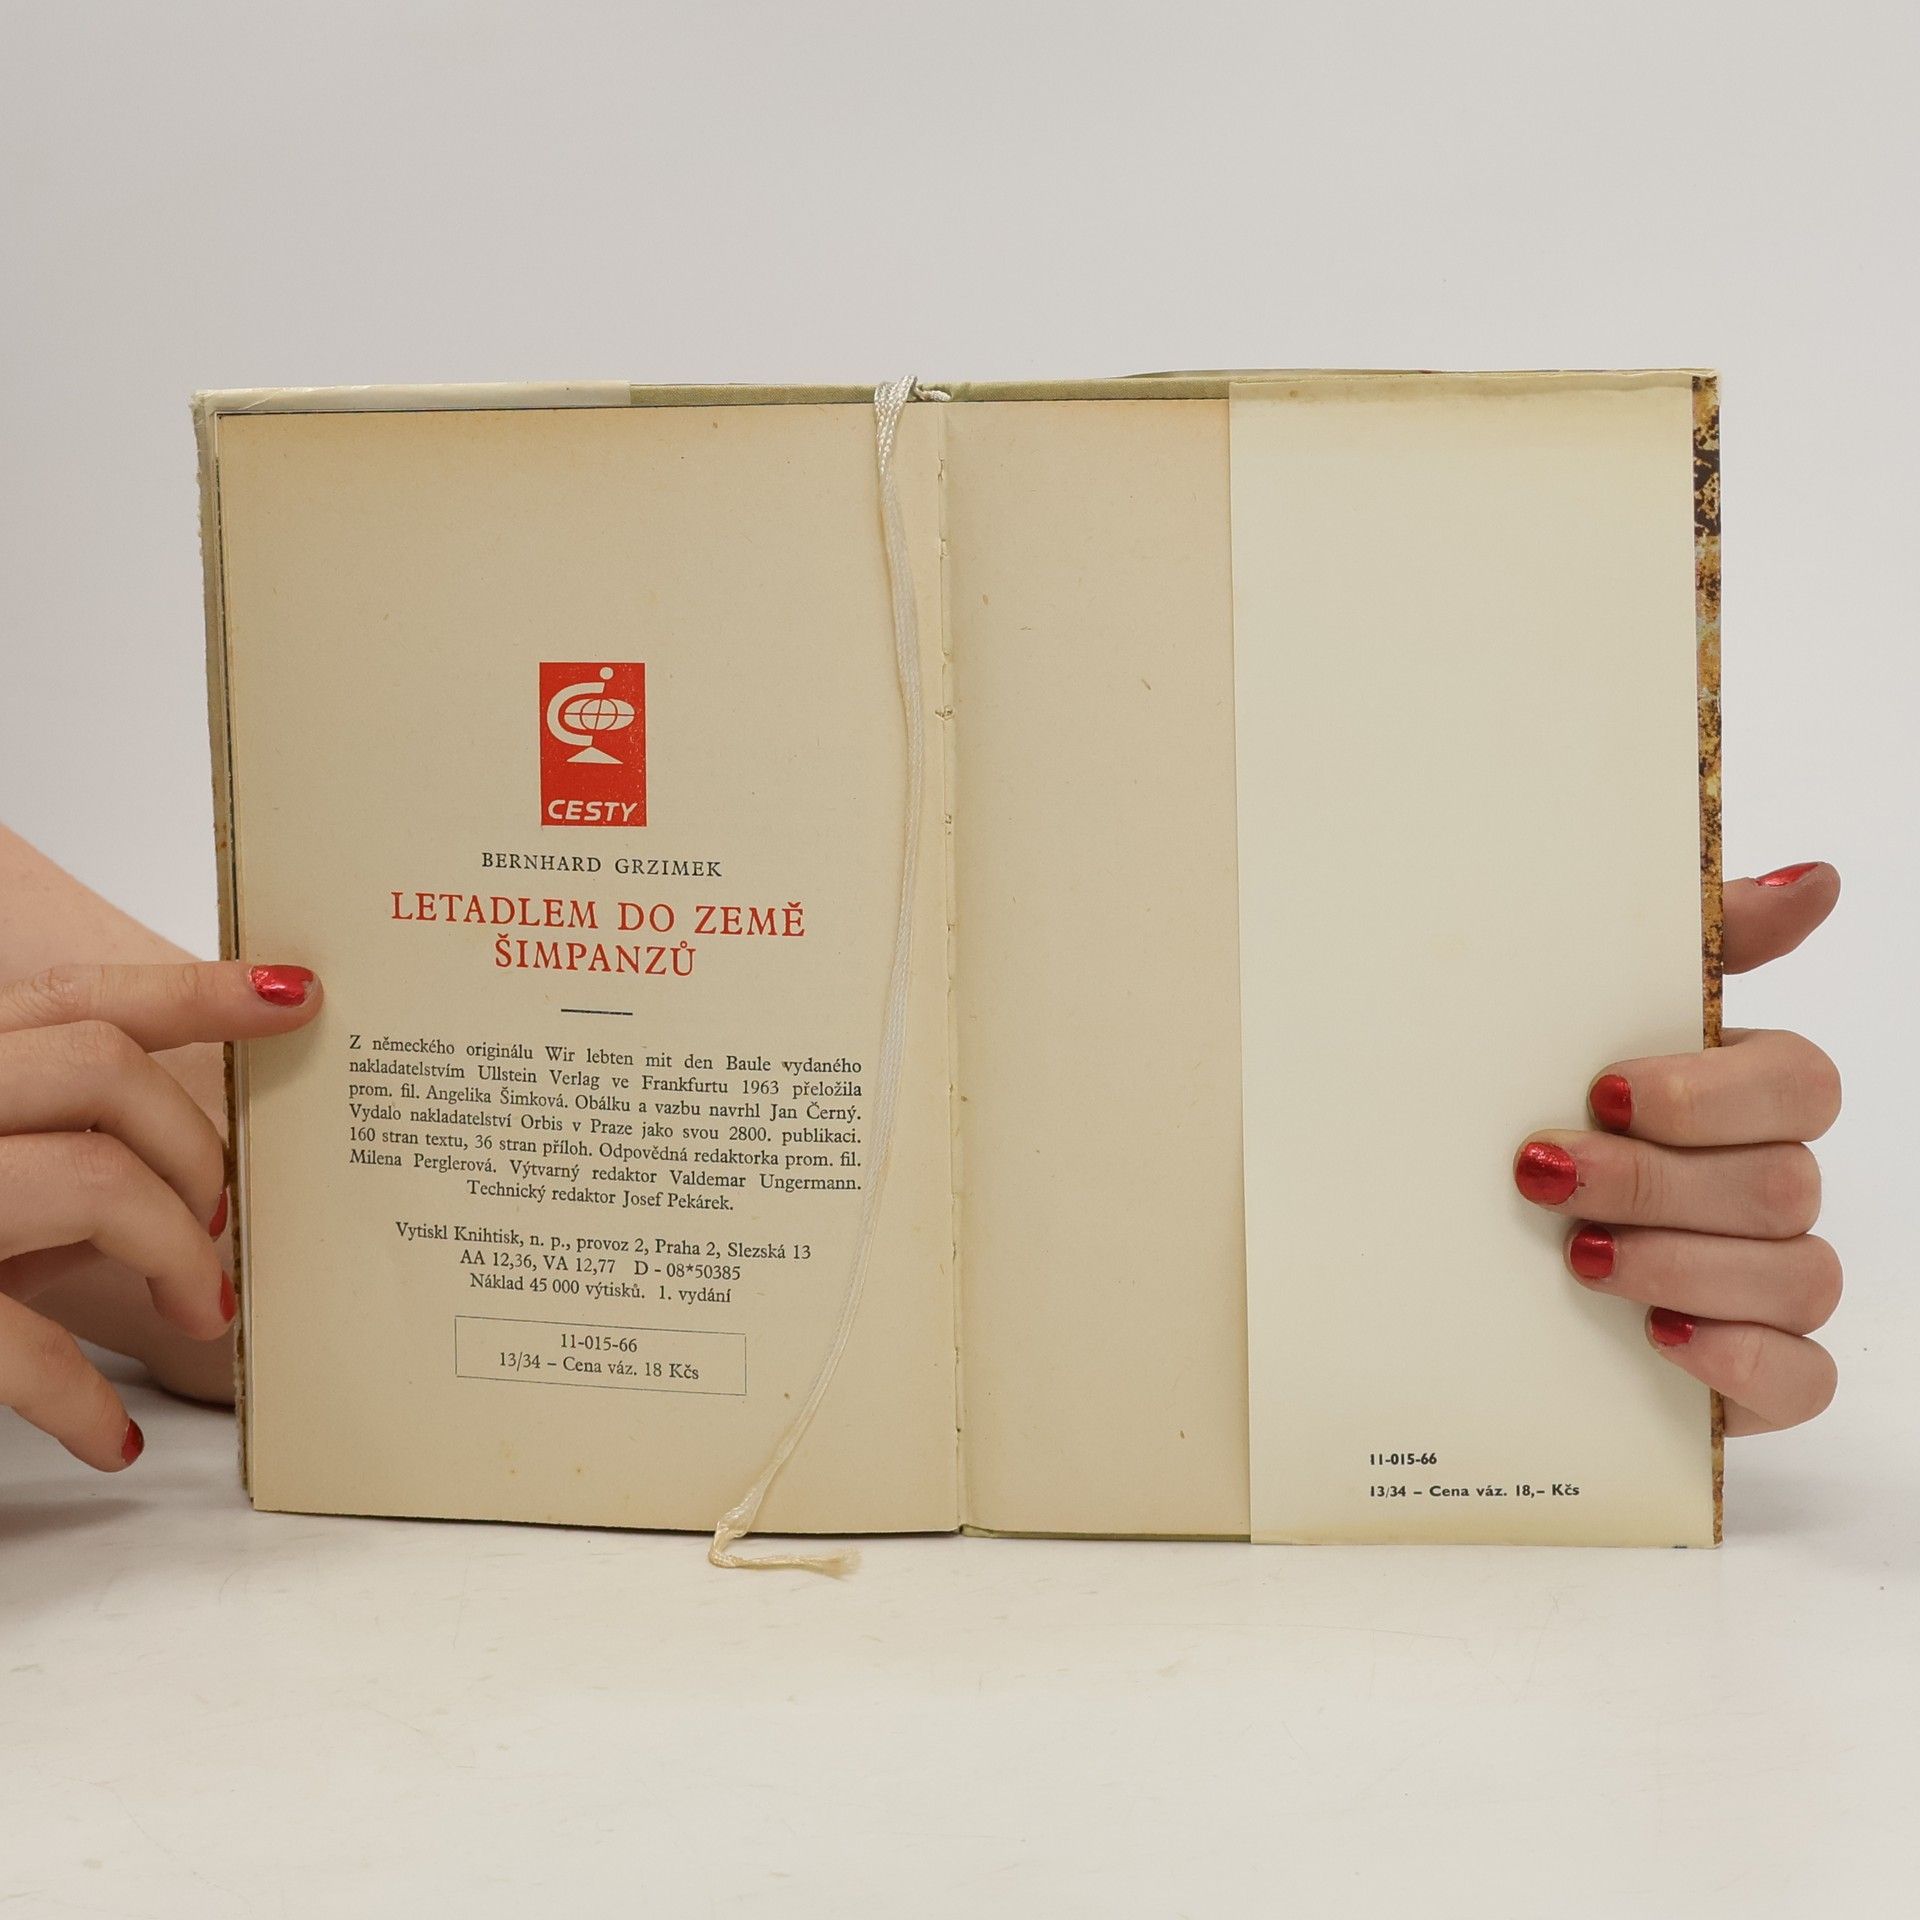 CESTY
BERNHARD GRZIMEK
LETADLEM DO ZEMĚ
ŠIMPANZŮ
Z německého originálu Wir lebten mit den Baule vydaného
nakladatelstvím Ullstein Verlag ve Frankfurtu 1963 přeložila
prom. fil. Angelika Šimková. Obálku a vazbu navrhl Jan Černý.
Vydalo nakladatelství Orbis v Praze jako svou 2800. publikaci.
160 stran textu, 36 stran příloh. Odpovědná redaktorka prom. fil.
Milena Perglerová. Výtvarný redaktor Valdemar Ungermann.
Technický redaktor Josef Pekárek.
Vytiskl Knihtisk, n. p., provoz 2, Praha 2, Slezská 13
AA 12,36, VA 12,77 D - 08*50385
Náklad 45 000 výtisků. 1. vydání
11-015-66
13/34 – Cena váz. 18 Kčs
11-015-66
13/34 – Cena váz. 18,– Kčs